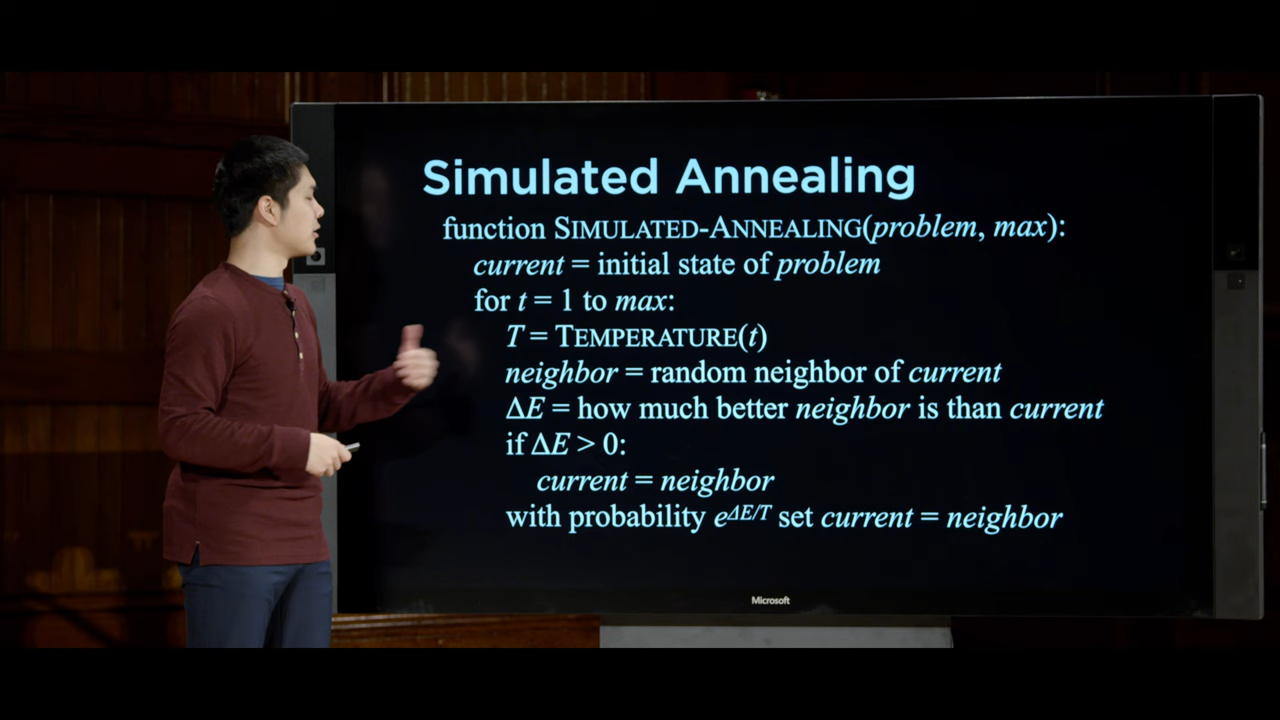 Simulated Annealing
function SIMULATED-ANNEALING(problem, max):
current = initial state of problem
for t = 1 to max:
T = TEMPERATURE(t)
neighbor = random neighbor of current
ΔE = how much better neighbor is than current
if ΔE > 0:
current = neighbor
with probability e^ΔE/T set current = neighbor
Microsoft